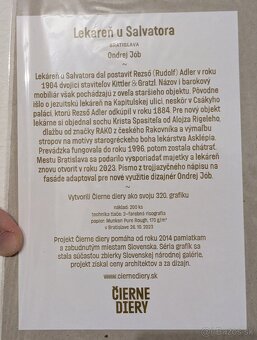 Lekáreň u Salvatora
BRATISLAVA
Ondrej Jób
~
Lekáreň u Salvatora dal postaviť Rezső (Rudolf) Adler v roku
1904 dvojici staviteľov Kittler & Gratzl. Názov i barokový
mobiliár však pochádzajú z oveľa staršieho objektu. Pôvodne
išlo o jezuitskú lekáreň na Kapitulskej ulici, neskôr v Csákyho
paláci, ktorú Rezső Adler odkúpil v roku 1884. Pre nový objekt
lekárne si objednal sochu Krista Spasiteľa od Alojza Rigeleho,
dlažbu od značky RAKO z českého Rakovníka a výmaľbu
stropov na motívy starogréckeho boha lekárstva Asklépia.
Prevádzka fungovala do roku 1996, potom zostala chátrať.
Mestu Bratislava sa podarilo vysporiadať majetky a lekáreň
znovu otvoriť v roku 2023. Písmo z trojjazyčného nápisu na
fasáde adaptoval pre nové využitie dizajnér Ondrej Jób.
~
Vytvorili Čierne diery ako svoju 320. grafiku
náklad: 200 ks
technika tlače: 3-farebná risografia
papier: Munken Pure Rough, 170 g/m²
v Bratislave 26. 10. 2023
~
Projekt Čierne diery pomáha od roku 2014 pamiatkam
a zabudnutým miestam Slovenska. Séria grafík sa
stala súčasťou zbierky Slovenskej národnej galérie,
projekt získal ceny architektov a za dizajn.
www.ciernediery.sk
ČIERNE
DIERY